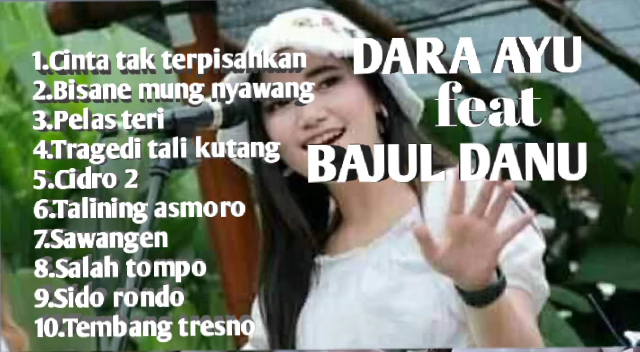 1.Cinta tak terpisahkan
2.Bisane mung nyawang
3.Pelas teri
4.Tragedi tali kutang
5.Cidro 2
6.Talining asmoro
7.Sawangen
8.Salah tompo
9.Sido rondo
10.Tembang tresno
DARA AYU
feat
BAJUL DANU